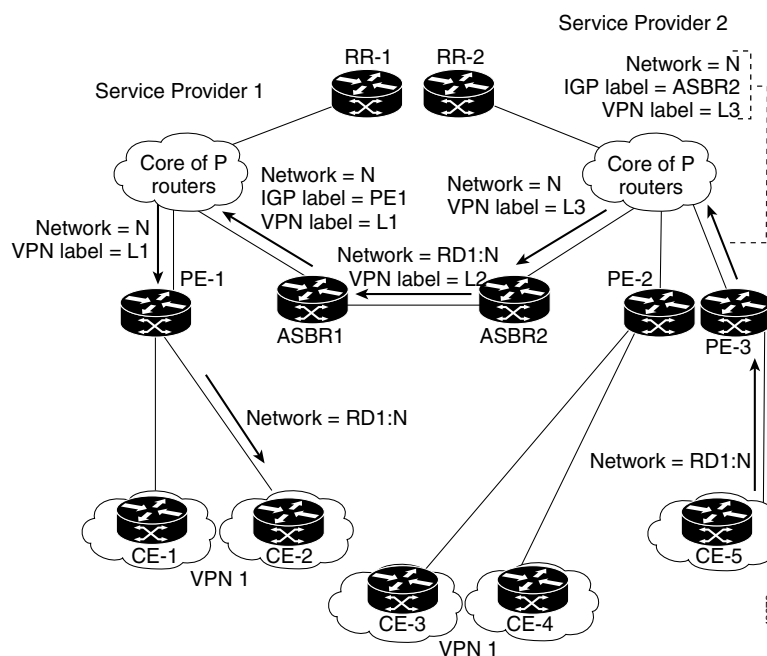 Service Provider 2
RR-1
RR-2
Network = N
IGP label = ASBR2
VPN label = L3
Service Provider 1
Core of P
routers
Network = N
IGP label = PE1
VPN label = L1
Network = N
VPN label = L3
Core of P
routers
Network = N
VPN label = L1
Network = RD1:N
VPN label = L2
PE-1
PE-2
ASBR1
ASBR2
PE-3
Network = RD1:N
Network = RD1:N
CE-1
CE-2
CE-5
VPN 1
CE-3
CE-4
VPN 1